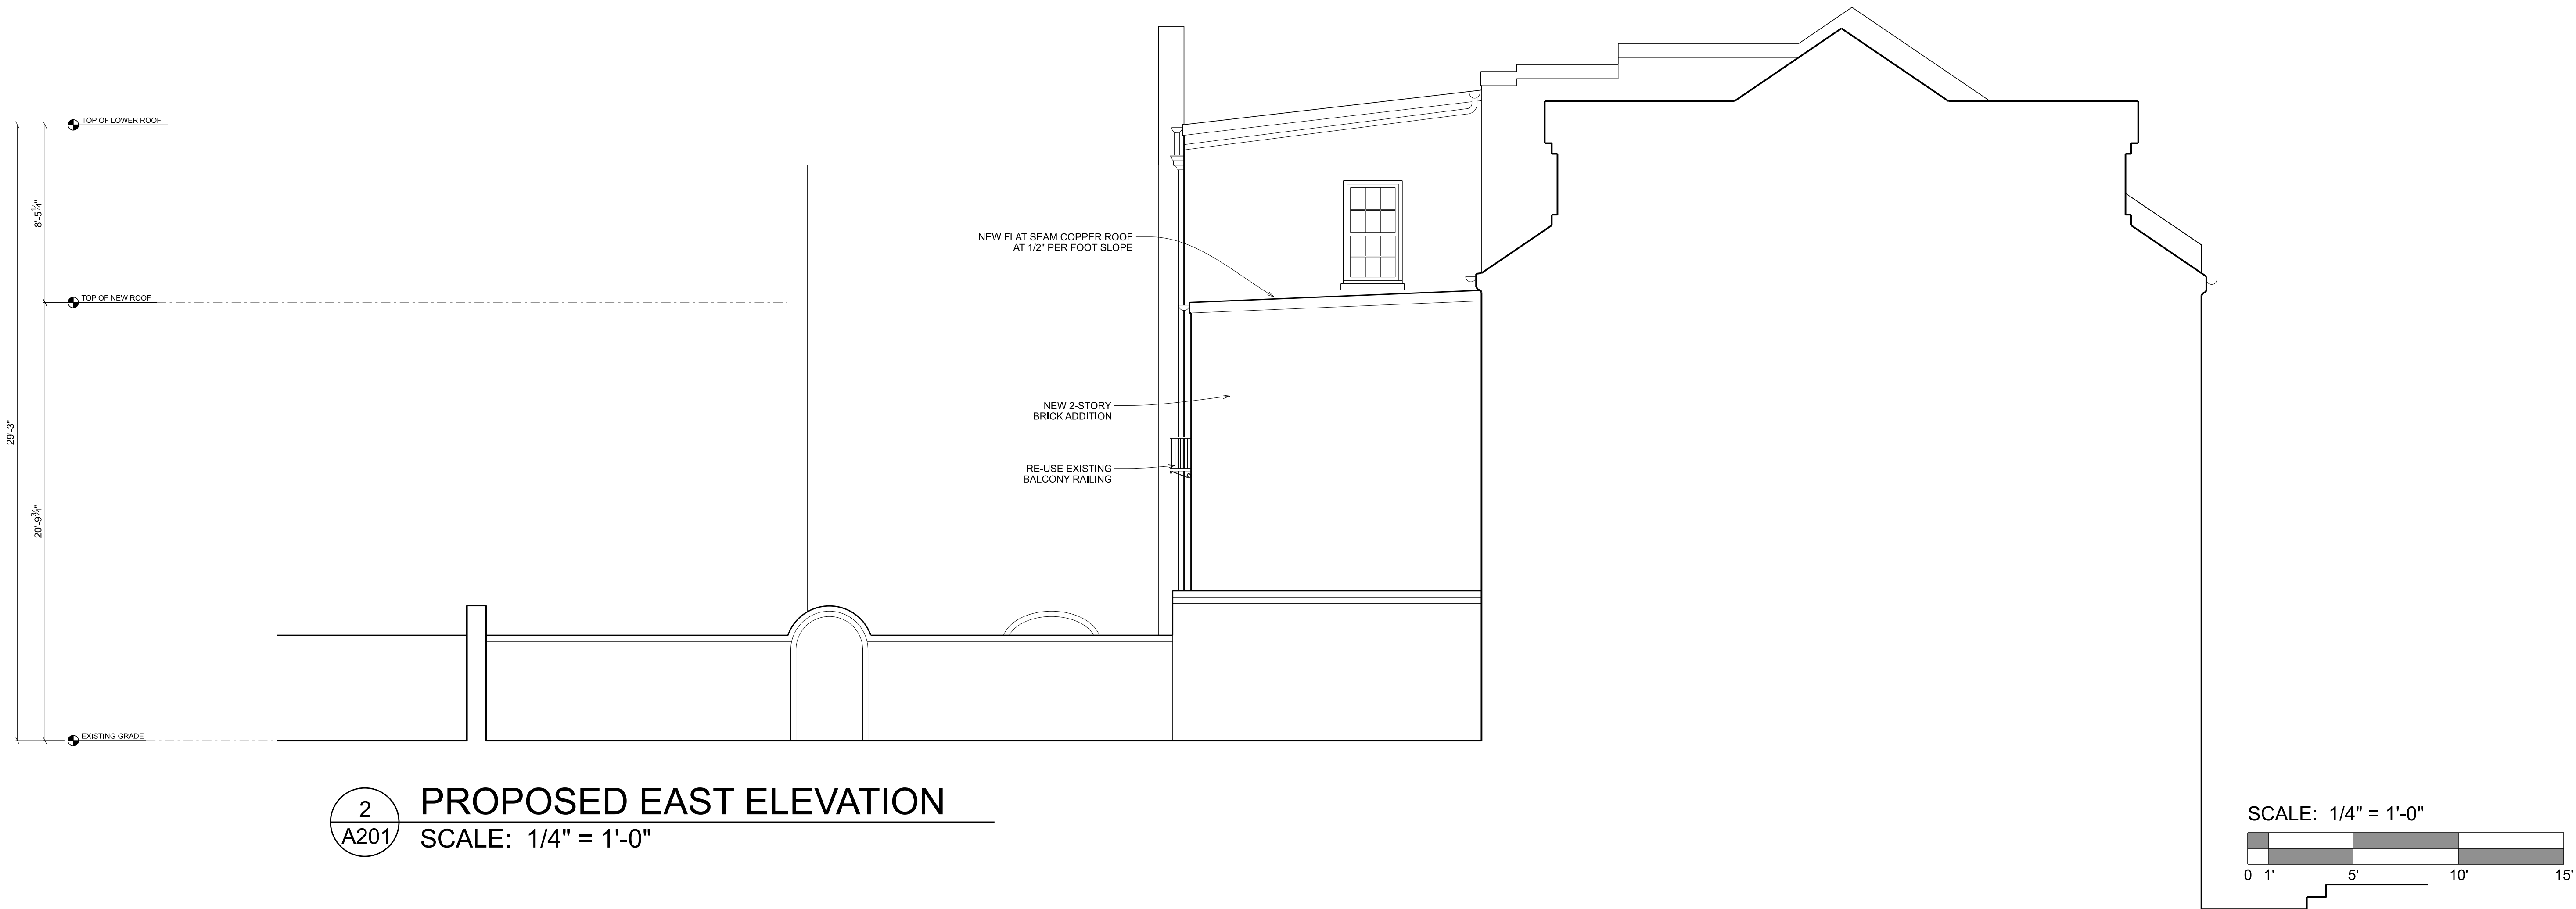 TOP OF LOWER ROOF
8'-5¼"
NEW FLAT SEAM COPPER ROOF
AT 1/2" PER FOOT SLOPE
TOP OF NEW ROOF
29'-3"
NEW 2-STORY
BRICK ADDITION
RE-USE EXISTING
BALCONY RAILING
20'-9¾"
EXISTING GRADE
2
A201
PROPOSED EAST ELEVATION
SCALE: 1/4" = 1'-0"
SCALE: 1/4" = 1'-0"
0 1' 5' 10' 15'